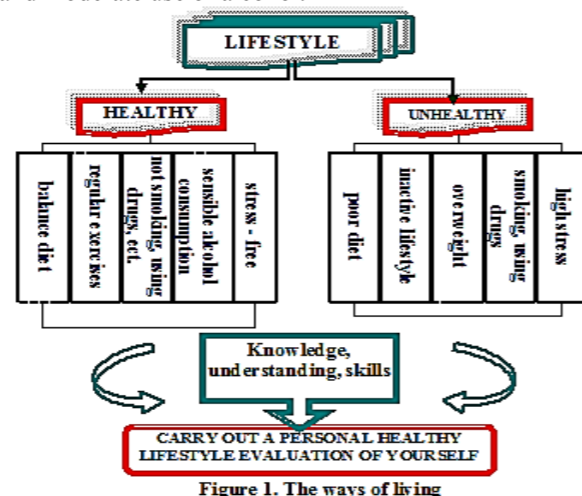 LIFESTYLE
HEALTHY
UNHEALTHY
balance diet
regular exercises
not smoking, using
drugs, ect.
sensible alcohol
consumption
stress - free
poor diet
inactive lifestyle
overweight
smoking, using
drugs
high stress
Knowledge,
understanding, skills
CARRY OUT A PERSONAL HEALTHY
LIFESTYLE EVALUATION OF YOURSELF
Figure 1. The ways of living